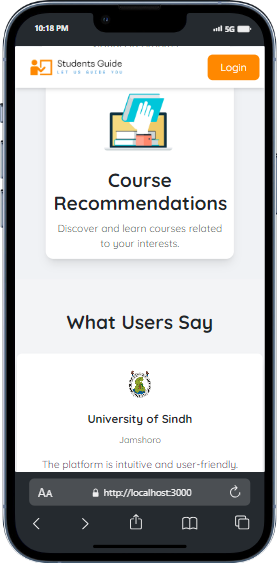 10:18 PM
5G
Students Guide
LET US GUIDE YOU
Login
Course
Recommendations
Discover and learn courses related
to your interests.
What Users Say
University of Sindh
Jamshoro
The platform is intuitive and user-friendly.
AA
http://localhost:3000